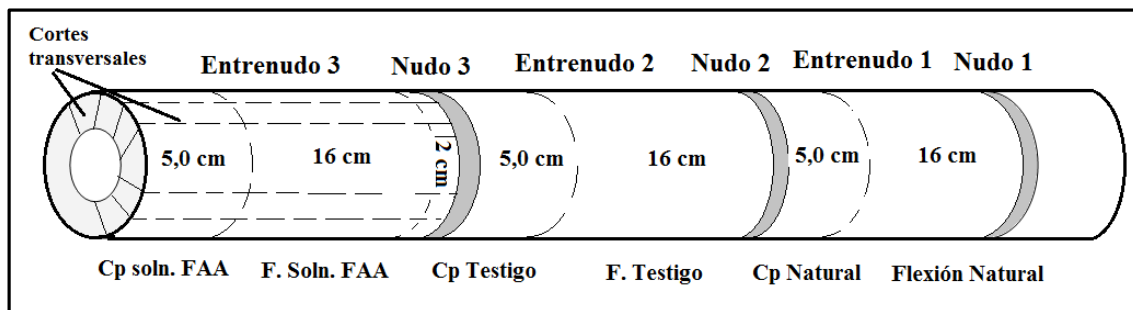 Cortes
transversales
Entrenudo 3 Nudo 3 Entrenudo 2 Nudo 2 Entrenudo 1 Nudo 1
5,0 cm 16 cm 2 cm 5,0 cm 16 cm 5,0 cm 16 cm
Cp soln. FAA F. Soln. FAA Cp Testigo F. Testigo Cp Natural Flexión Natural